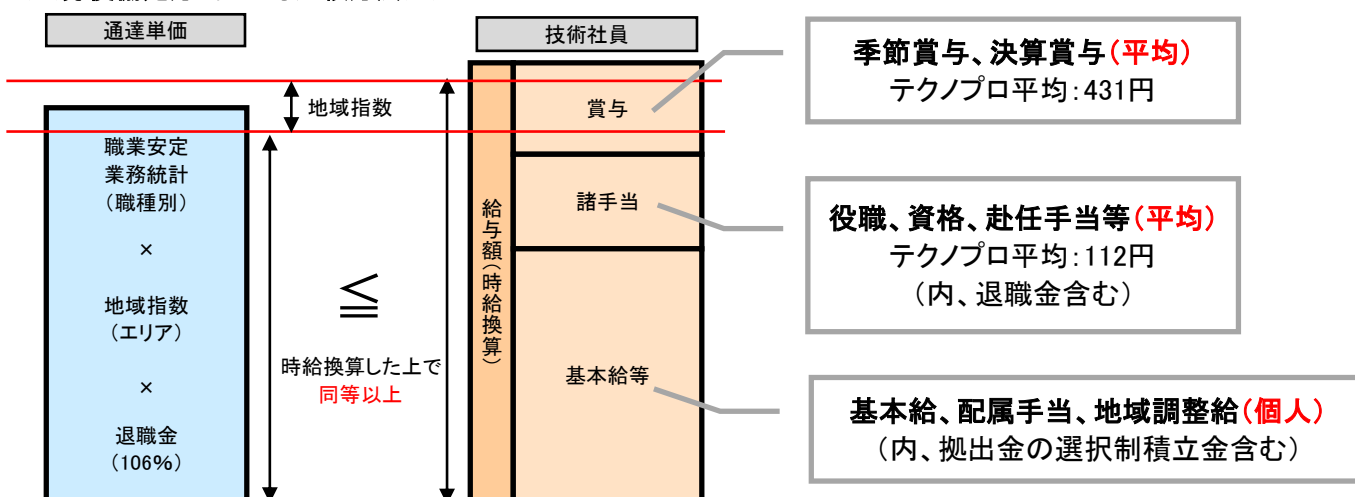 通達単価
技術社員
地域指数
職業安定
業務統計
（職種別）
×
地域指数
（エリア）
×
退職金
（106%）
≦
時給換算した上で
同等以上
給与額（時給換算）
賞与
諸手当
基本給等
季節賞与、決算賞与（平均）
テクノプロ平均：431円
役職、資格、赴任手当等（平均）
テクノプロ平均：112円
（内、退職金含む）
基本給、配属手当、地域調整給（個人）
（内、拠出金の選択制積立金含む）